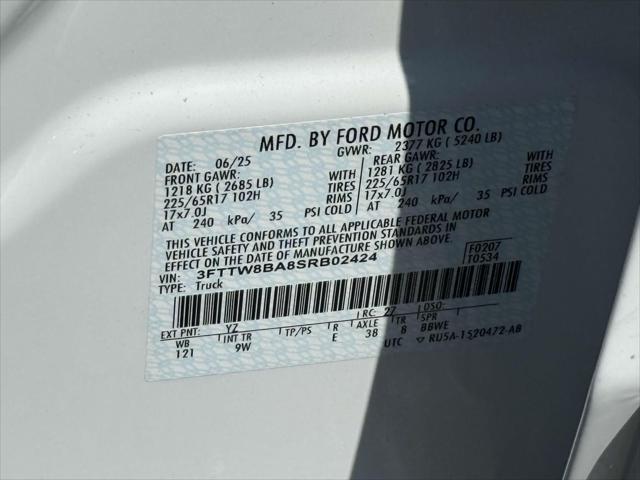 MFD. BY FORD MOTOR CO.
DATE: 06/25 GVWR: 2377 KG ( 5240 LB)
FRONT GAWR: REAR GAWR:
1218 KG ( 2685 LB) 1281 KG ( 2825 LB)
225/65R17 102H TIRES 225/65R17 102H TIRES
17x7.0J RIMS 17x7.0J RIMS
AT 240 kPa/ 35 PSI COLD AT 240 kPa/ 35 PSI COLD
THIS VEHICLE CONFORMS TO ALL APPLICABLE FEDERAL MOTOR
VEHICLE SAFETY AND THEFT PREVENTION STANDARDS IN
EFFECT ON THE DATE OF MANUFACTURE SHOWN ABOVE.
VIN: 3FTTW8BA8SRB02424 F0207
TYPE: Truck T0534
EXT PNT: YZ RC: 27 DSO:
WB INT TR TP/PS R AXLE TR SPR
121 9W E 38 8 BBWE
UTC RU5A-1520472-AB